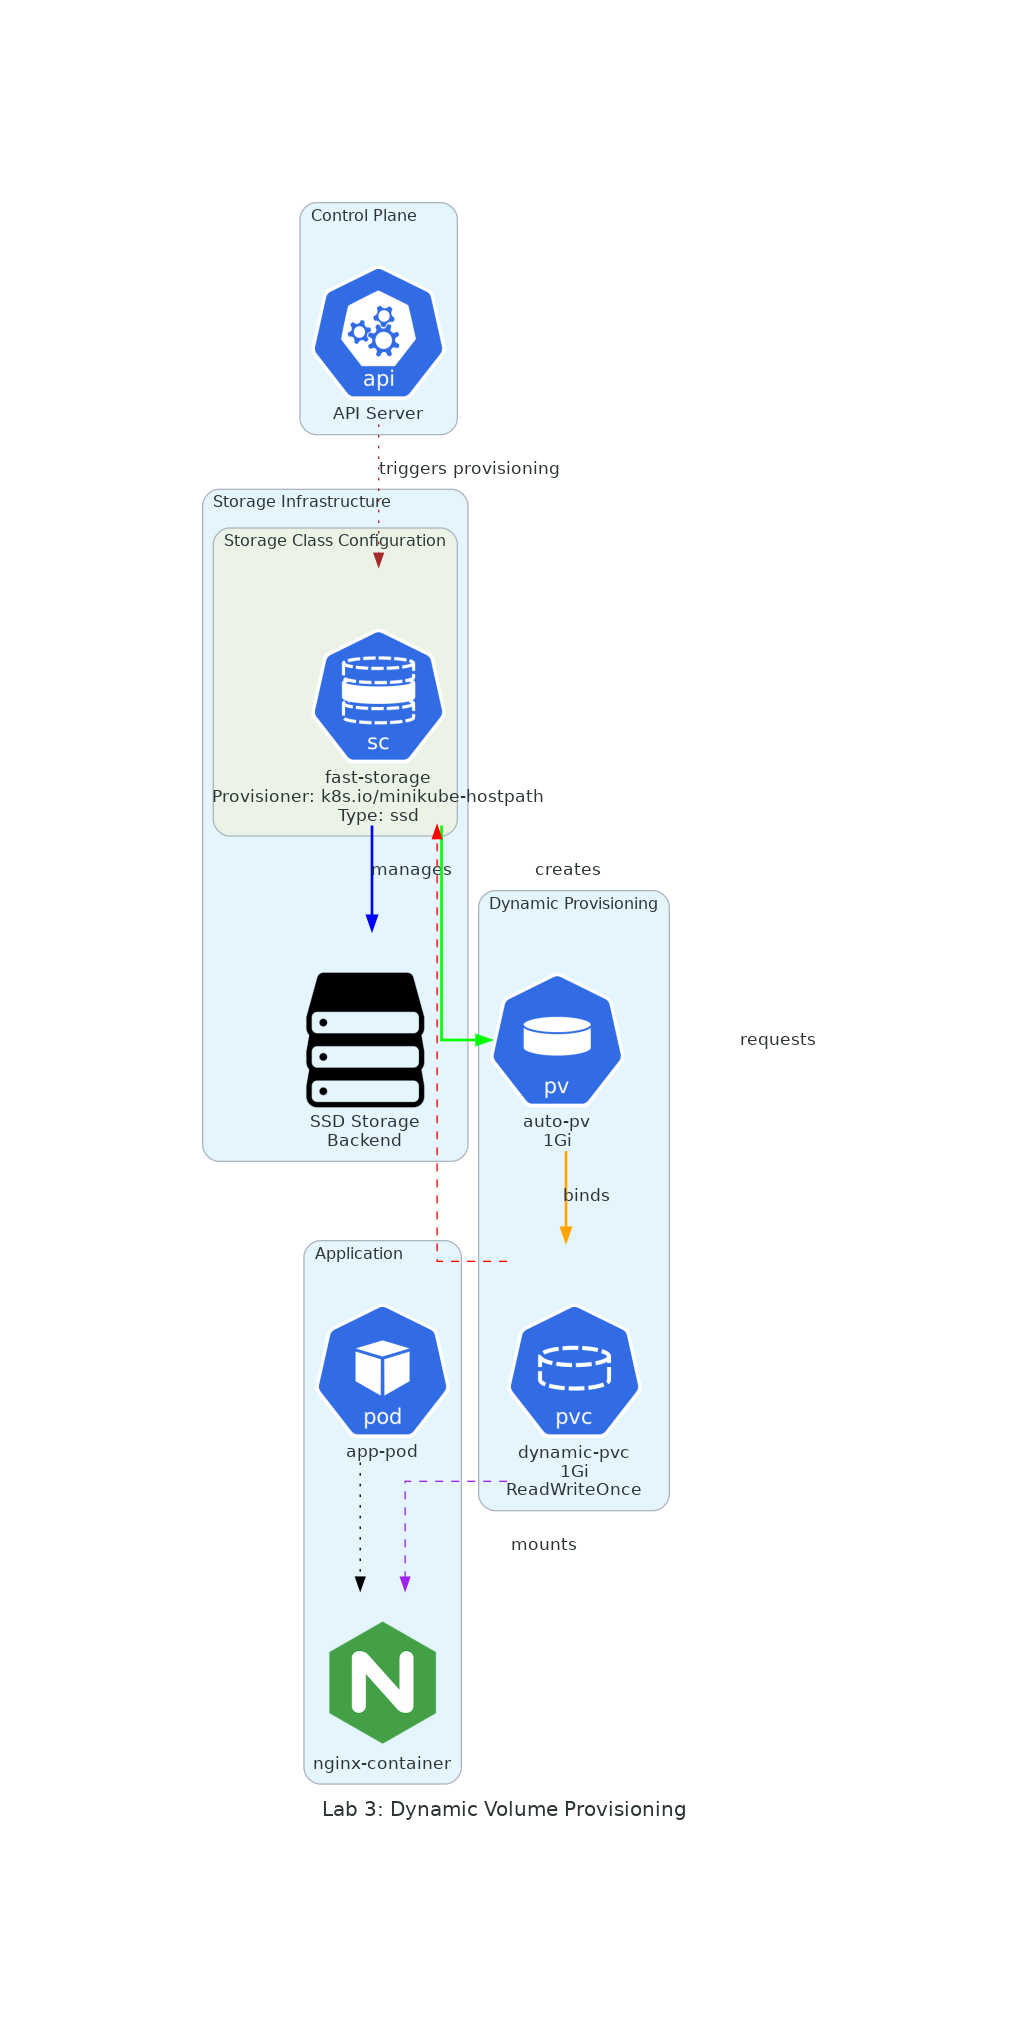 Control Plane
api
API Server
triggers provisioning
Storage Infrastructure
Storage Class Configuration
sc
fast-storage
Provisioner: k8s.io/minikube-hostpath
Type: ssd
manages
creates
Dynamic Provisioning
requests
pv
SSD Storage
Backend
auto-pv
1Gi
binds
Application
pod
app-pod
pvc
dynamic-pvc
1Gi
ReadWriteOnce
mounts
N
nginx-container
Lab 3: Dynamic Volume Provisioning